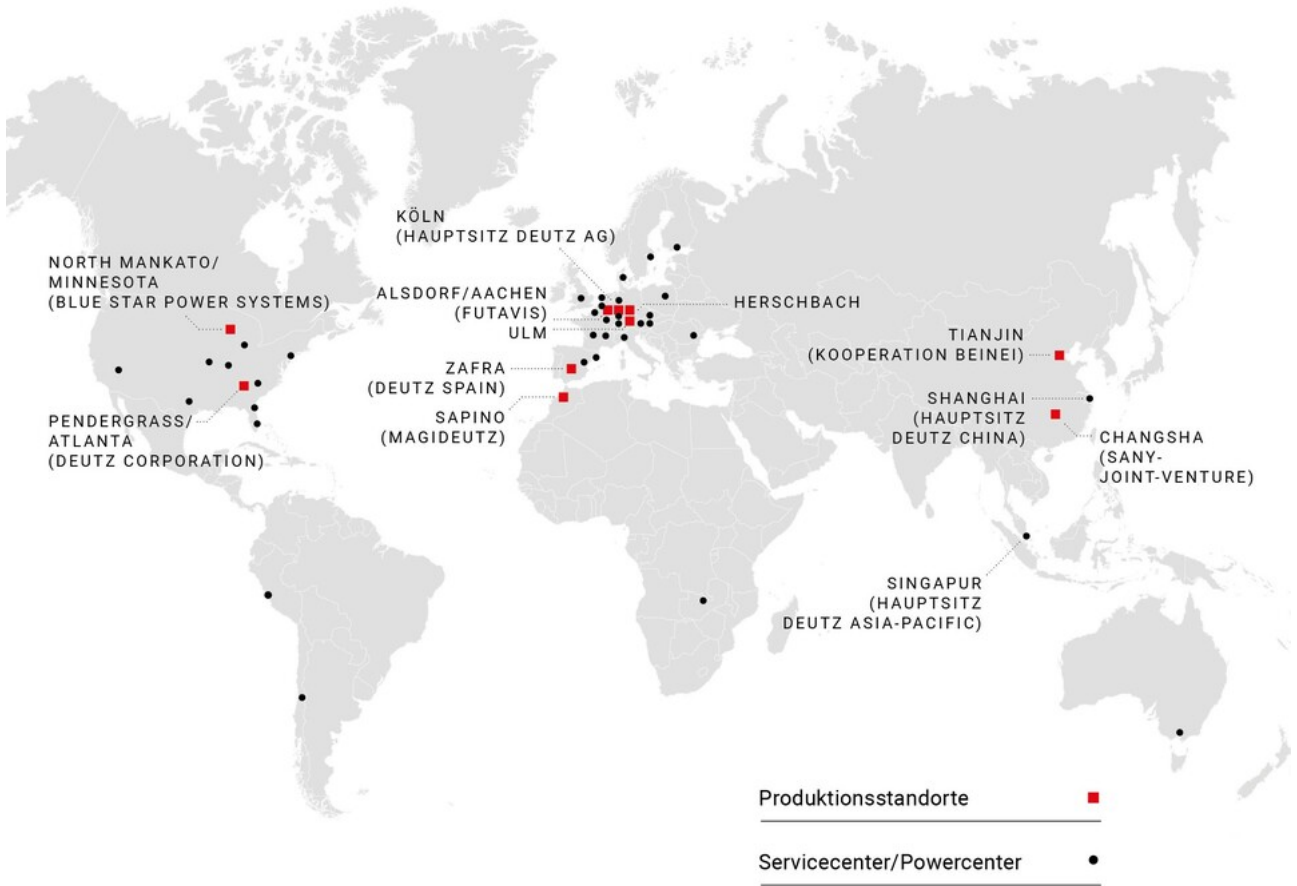 KÖLN
(HAUPTSITZ DEUTZ AG)
NORTH MANKATO/
MINNESOTA
(BLUE STAR POWER SYSTEMS)
ALSDORF/AACHEN
(FUTAVIS)
ULM
HERSCHBACH
ZAFRA
(DEUTZ SPAIN)
SAPINO
(MAGIDEUTZ)
PENDERGRASS/
ATLANTA
(DEUTZ CORPORATION)
TIANJIN
(KOOPERATION BEINEI)
SHANGHAI
(HAUPTSITZ
DEUTZ CHINA)
CHANGSHA
(SANY-
JOINT-VENTURE)
SINGAPUR
(HAUPTSITZ
DEUTZ ASIA-PACIFIC)
Produktionsstandorte
Servicecenter/Powercenter